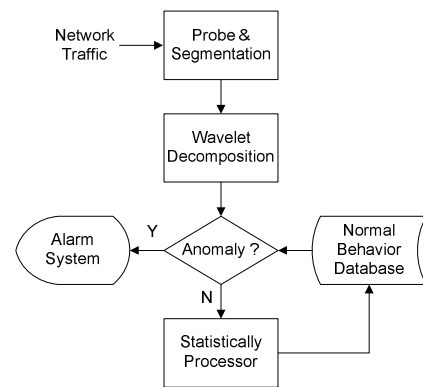 Network
Traffic
Probe &
Segmentation
Wavelet
Decomposition
Y
Alarm
System
Anomaly ?
Normal
Behavior
Database
N
Statistically
Processor